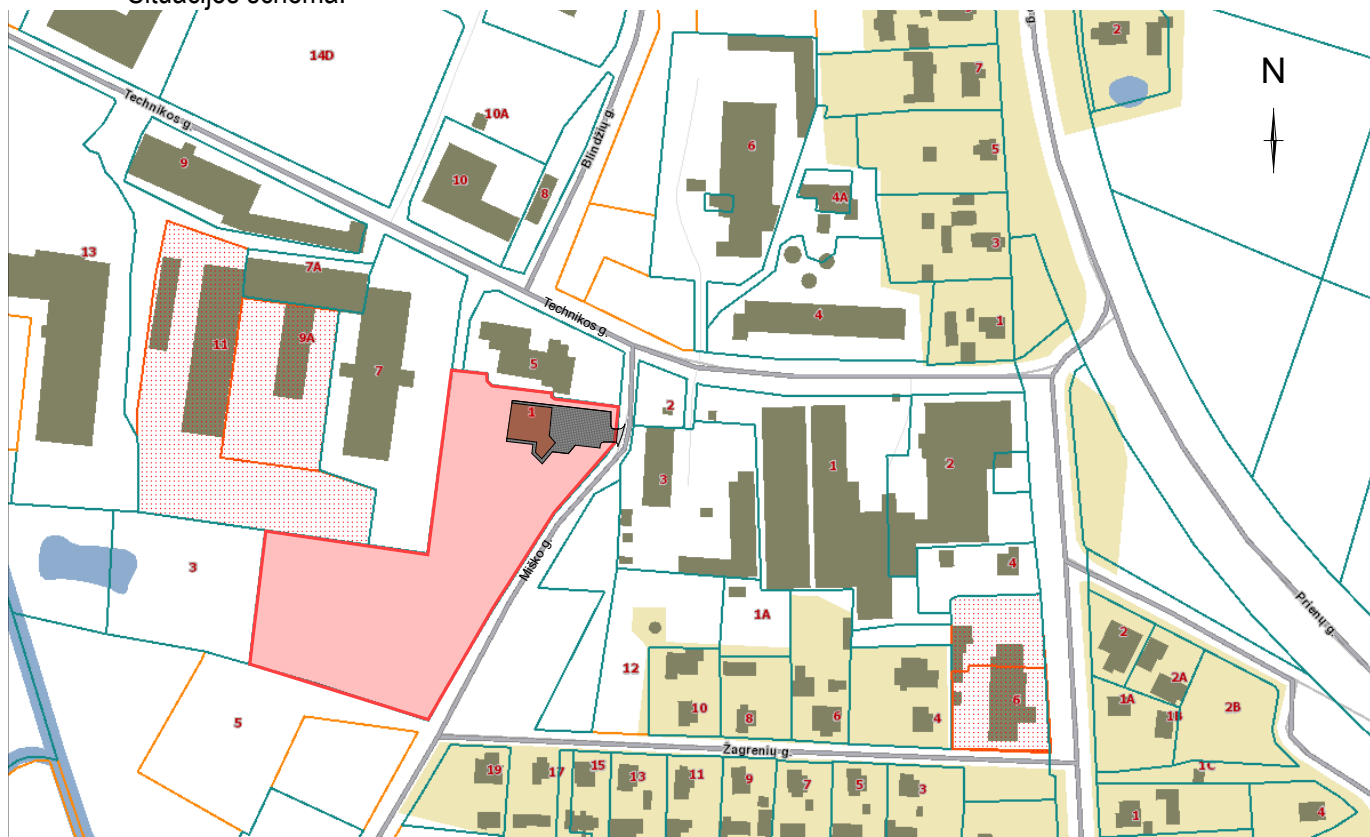 Situacijos schema.
N
14D
2
7
Technikos g.
10A
Blindžių g.
6
5
9
10
8
4A
3
13
7A
4
1
Technikos g.
11
9A
5
7
2
1
3
1
2
4
3
Miško g.
1A
Prienų g.
2
12
2A
5
10
8
6
4
6
1A
1B
2B
Žagrenių g.
19
17
15
13
11
9
7
5
3
1C
1
4